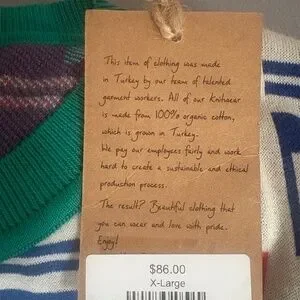 This item of clothing was made
in Turkey by our team of talented
garment workers. All of our Knitwear
is made from 100% organic cotton,
which is grown in Turkey.
We pay our employees fairly and work
hard to create a sustainable and ethical
production process.
The result? Beautiful clothing that
you can wear and love with pride.
Enjoy!
$86.00
X-Large